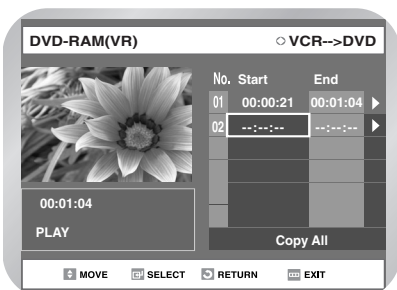 DVD-RAM(VR) VCR-->DVD
No. Start End
01 00:00:21 00:01:04
02 --:--:-- --:--:--
00:01:04
PLAY
Copy All
MOVE SELECT RETURN EXIT